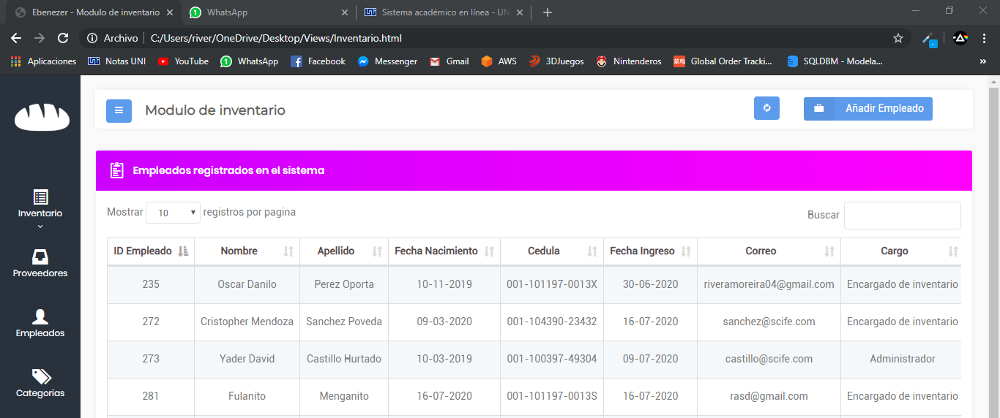 Ebenezer - Modulo de inventario
WhatsApp
Sistema académico en línea - UN
Archivo C:/Users/river/OneDrive/Desktop/Views/Inventario.html
Aplicaciones Notas UNI YouTube WhatsApp Facebook Messenger Gmail AWS 3DJuegos Nintenderos Global Order Tracki... SQLDBM - Modela... »
Modulo de inventario
Añadir Empleado
Inventario
Proveedores
Empleados
Categorias
Empleados registrados en el sistema
Mostrar 10 registros por pagina
Buscar
ID Empleado Nombre Apellido Fecha Nacimiento Cedula Fecha Ingreso Correo Cargo
235 Oscar Danilo Perez Oporta 10-11-2019 001-101197-0013X 30-06-2020 riveramoreira04@gmail.com Encargado de inventario
272 Cristopher Mendoza Sanchez Poveda 09-03-2020 001-104390-23432 16-07-2020 sanchez@scife.com Encargado de inventario
273 Yader David Castillo Hurtado 10-03-2019 001-100397-49304 09-07-2020 castillo@scife.com Administrador
281 Fulanito Menganito 16-07-2020 001-101197-0013S 16-07-2020 rasd@gmail.com Encargado de inventario